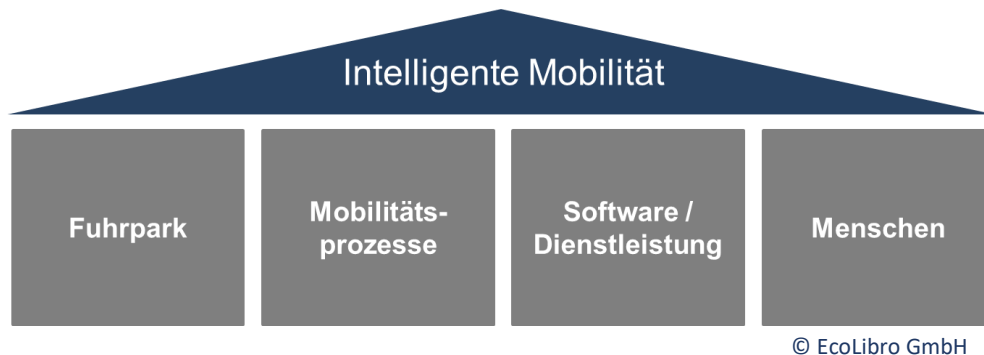 Intelligente Mobilität
Fuhrpark
Mobilitäts-
prozesse
Software /
Dienstleistung
Menschen
© EcoLibro GmbH